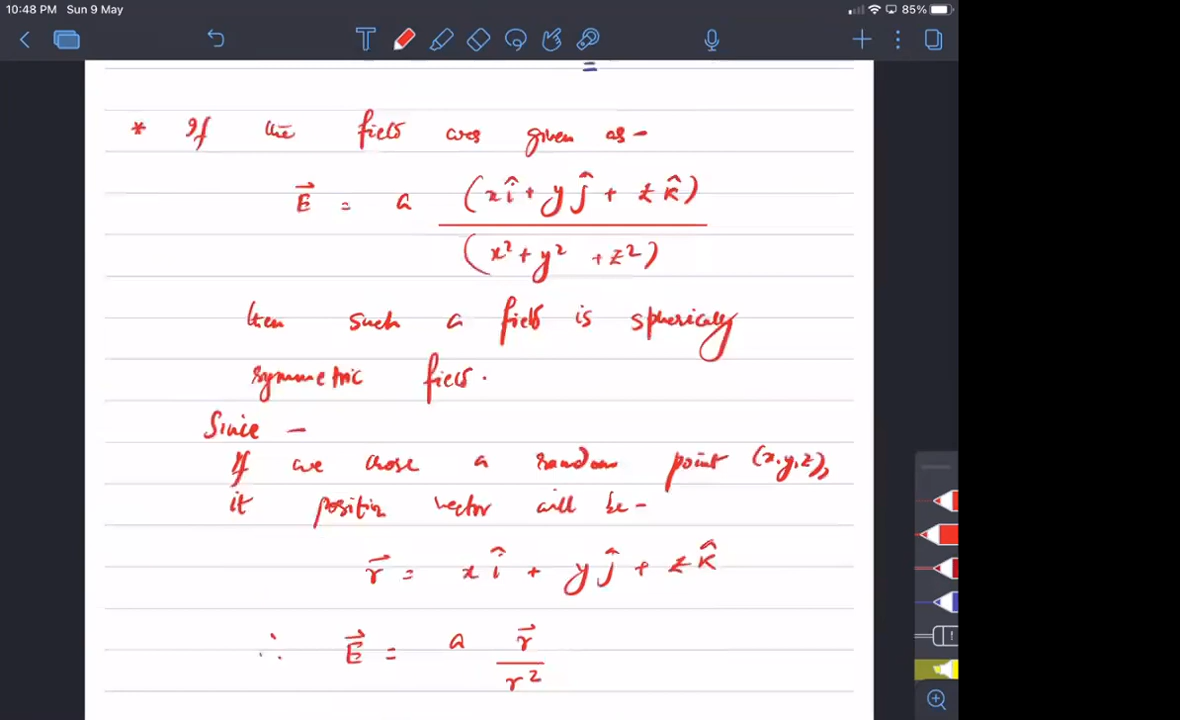 10:48 PM Sun 9 May 85%
* If the field was given as -
E⃗ = a (xî + yĵ + zk̂)
(x² + y² + z²)
then such a field is spherically
symmetric field.
Since -
If we chose a random point (x,y,z),
it position vector will be -
r⃗ = xî + yĵ + zk̂
∴ E⃗ = a r⃗
r²